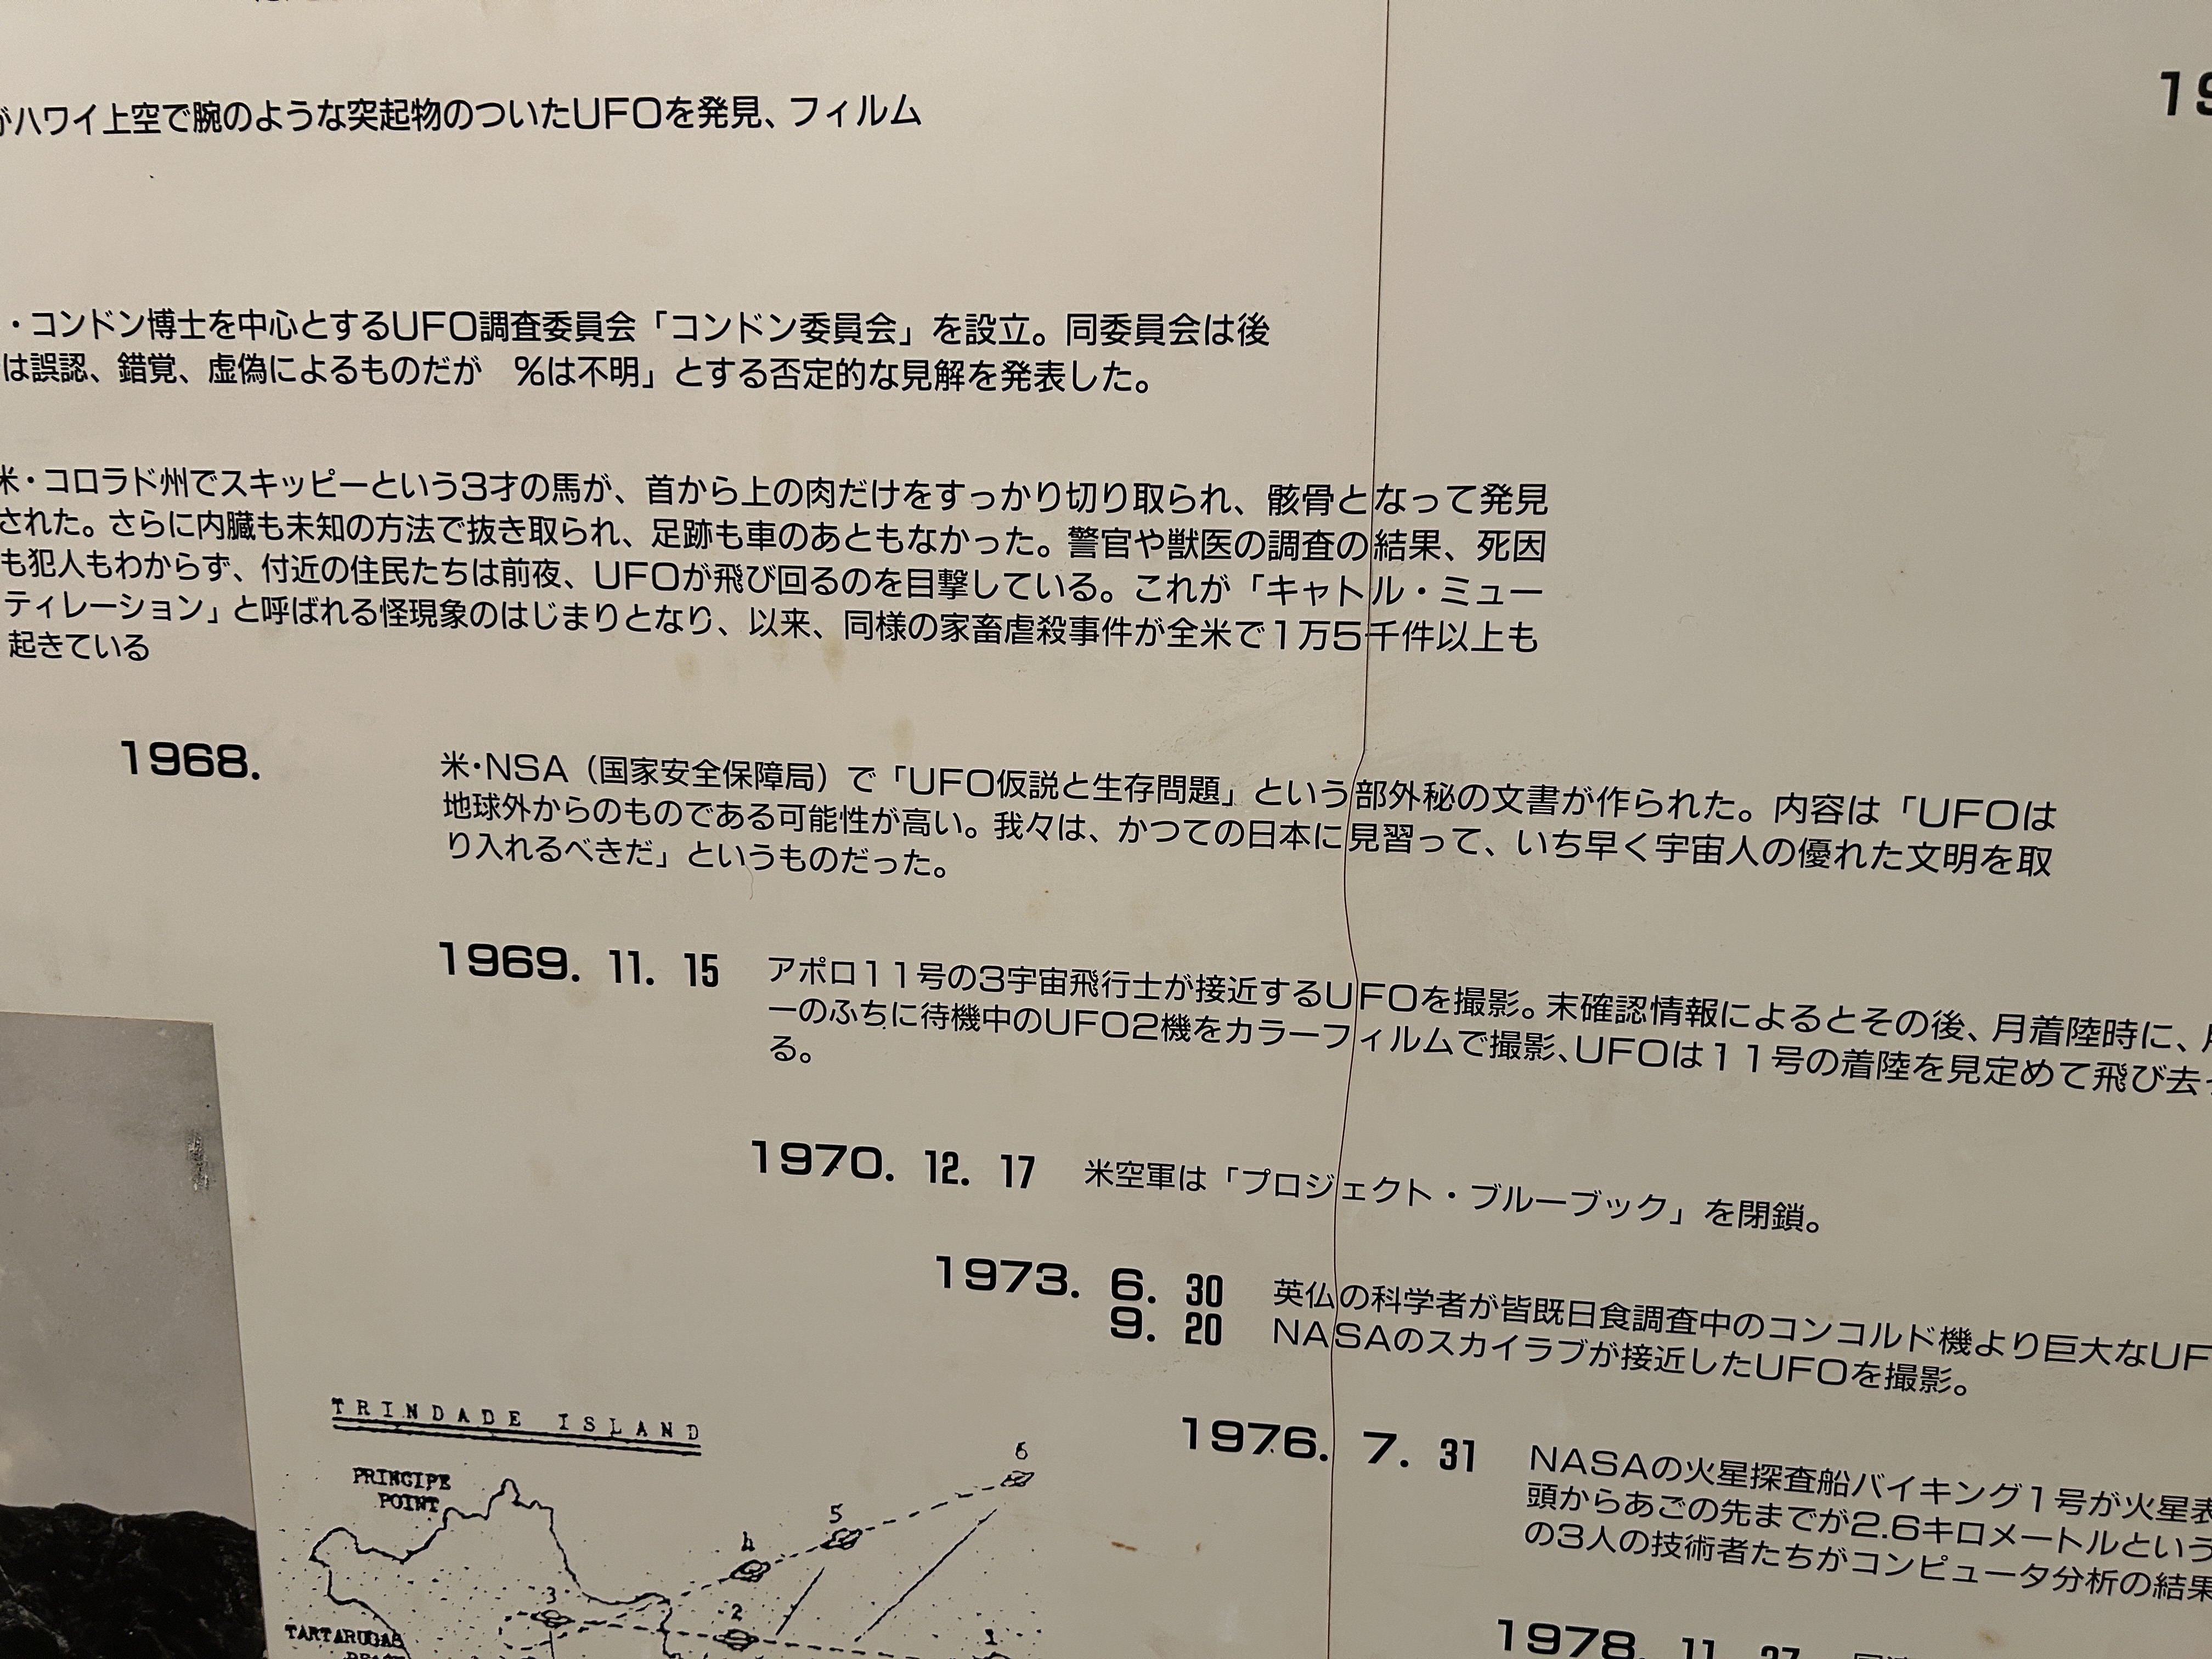 がハワイ上空で腕のような突起物のついたUFOを発見、フィルム
・コンドン博士を中心とするUFO調査委員会「コンドン委員会」を設立。同委員会は後
は誤認、錯覚、虚偽によるものだが　%は不明」とする否定的な見解を発表した。
米・コロラド州でスキッピーという3才の馬が、首から上の肉だけをすっかり切り取られ、骸骨となって発見
された。さらに内臓も未知の方法で抜き取られ、足跡も車のあともなかった。警官や獣医の調査の結果、死因
も犯人もわからず、付近の住民たちは前夜、UFOが飛び回るのを目撃している。これが「キャトル・ミュー
ティレーション」と呼ばれる怪現象のはじまりとなり、以来、同様の家畜虐殺事件が全米で1万5千件以上も
起きている
1968.
米・NSA（国家安全保障局）で「UFO仮説と生存問題」という部外秘の文書が作られた。内容は「UFOは
地球外からのものである可能性が高い。我々は、かつての日本に見習って、いち早く宇宙人の優れた文明を取
り入れるべきだ」というものだった。
1969. 11. 15
アポロ11号の3宇宙飛行士が接近するUFOを撮影。末確認情報によるとその後、月着陸時に、
ーのふちに待機中のUFO2機をカラーフィルムで撮影、UFOは11号の着陸を見定めて飛び去
る。
1970. 12. 17 米空軍は「プロジェクト・ブルーブック」を閉鎖。
1973. 6. 30 英仏の科学者が皆既日食調査中のコンコルド機より巨大なUF
9. 20 NASAのスカイラブが接近したUFOを撮影。
1976. 7. 31
NASAの火星探査船バイキング1号が火星表
頭からあごの先までが2.6キロメートルという
の3人の技術者たちがコンピュータ分析の結果
1978. 11. 27
TRINDADE ISLAND
PRINCIPE
POINT
6
5
4
3
2
1
TARTARUGAS